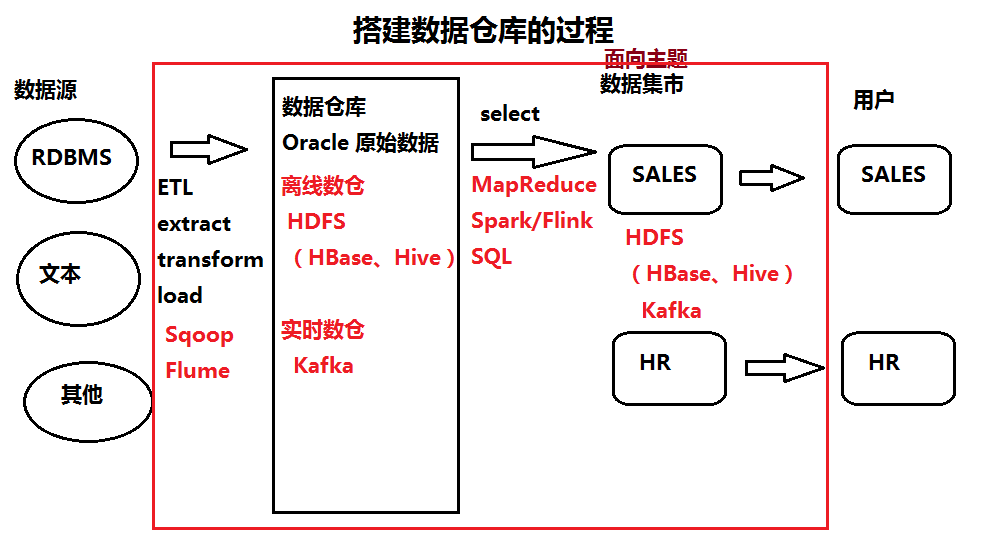 搭建数据仓库的过程
数据源
RDBMS
文本
其他
ETL
extract
transform
load
Sqoop
Flume
数据仓库
Oracle 原始数据
离线数仓
HDFS
（HBase、Hive）
实时数仓
Kafka
select
MapReduce
Spark/Flink
SQL
面向主题
数据集市
SALES
HDFS
（HBase、Hive）
Kafka
HR
用户
SALES
HR